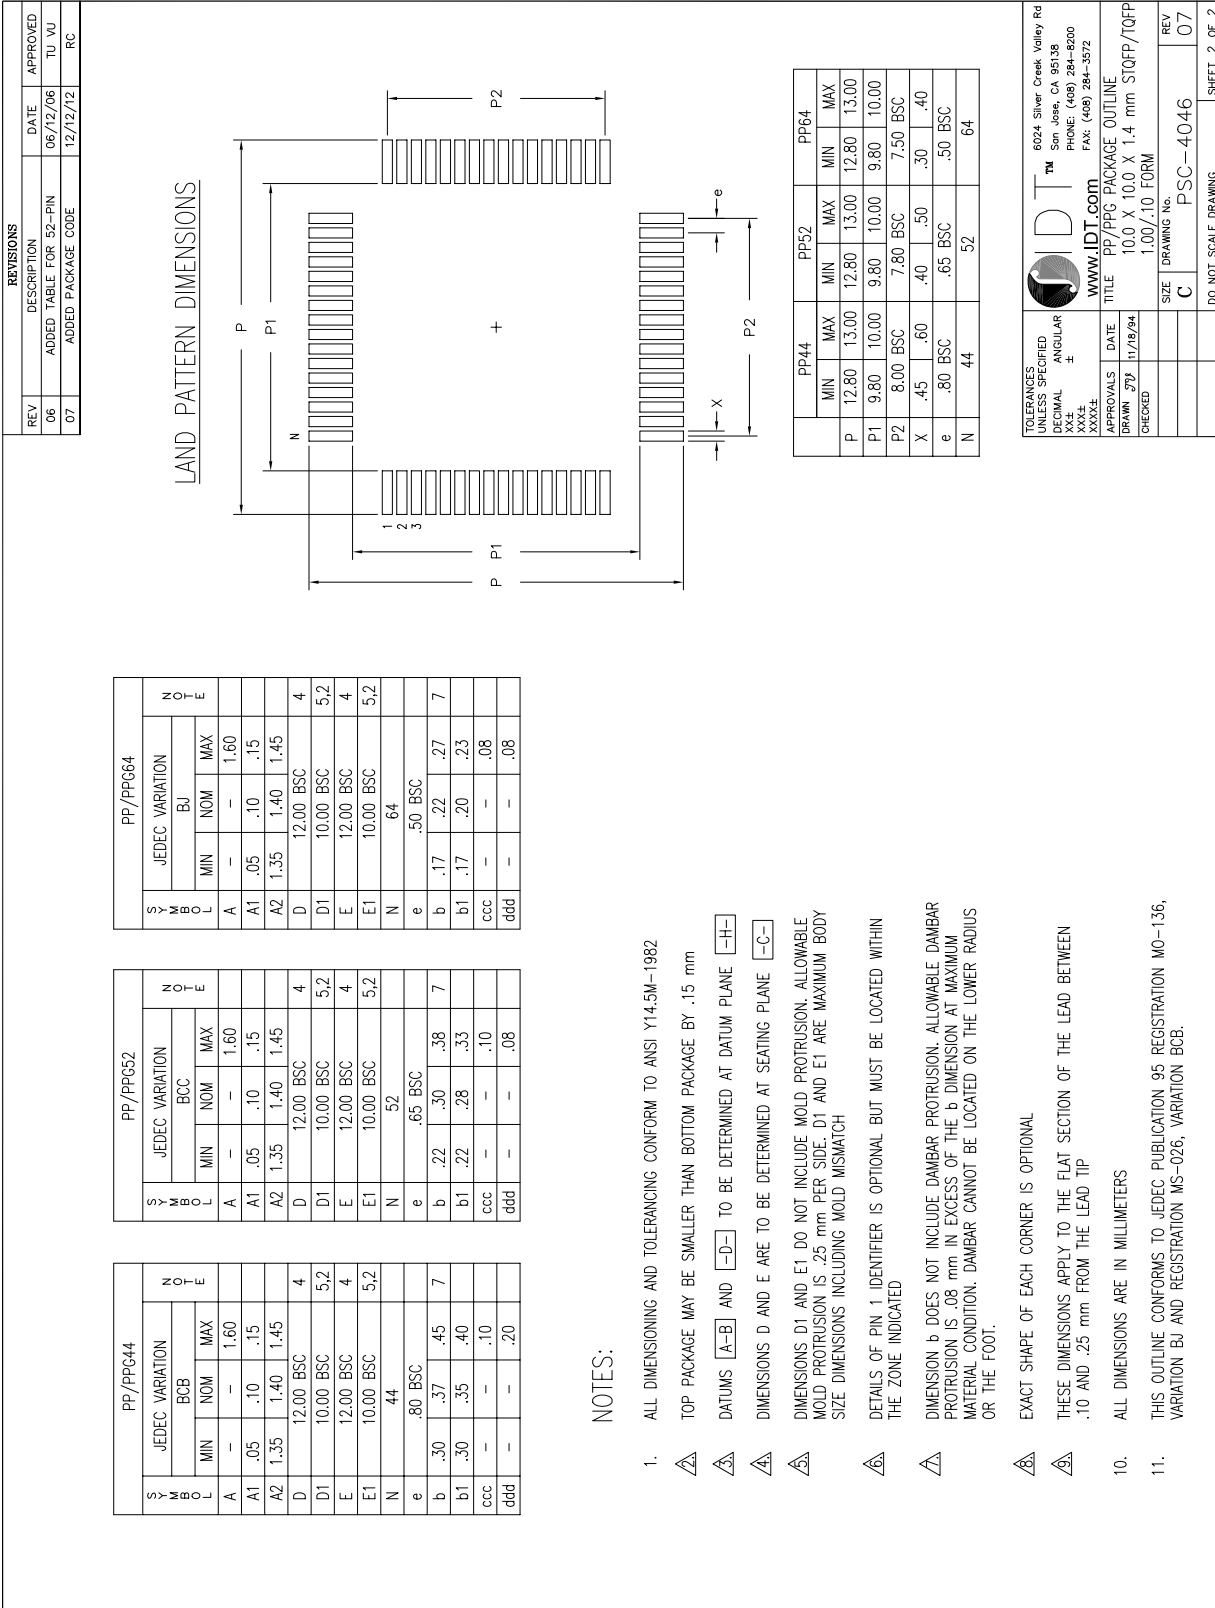 REVISIONS
REV DESCRIPTION DATE APPROVED
06 ADDED TABLE FOR 52-PIN 06/12/06 TU VU
07 ADDED PACKAGE CODE 12/12/12 RC
PP/PPG44
SYMBOL JEDEC VARIATION NOTE
BCB
MIN NOM MAX
A - - 1.60
A1 .05 .10 .15
A2 1.35 1.40 1.45
D 12.00 BSC 4
D1 10.00 BSC 5,2
E 12.00 BSC 4
E1 10.00 BSC 5,2
N 44
e .80 BSC
b .30 .37 .45 7
b1 .30 .35 .40
ccc - - .10
ddd - - .20
PP/PPG52
SYMBOL JEDEC VARIATION NOTE
BCC
MIN NOM MAX
A - - 1.60
A1 .05 .10 .15
A2 1.35 1.40 1.45
D 12.00 BSC 4
D1 10.00 BSC 5,2
E 12.00 BSC 4
E1 10.00 BSC 5,2
N 52
e .65 BSC
b .22 .30 .38 7
b1 .22 .28 .33
ccc - - .10
ddd - - .08
PP/PPG64
SYMBOL JEDEC VARIATION NOTE
BJ
MIN NOM MAX
A - - 1.60
A1 .05 .10 .15
A2 1.35 1.40 1.45
D 12.00 BSC 4
D1 10.00 BSC 5,2
E 12.00 BSC 4
E1 10.00 BSC 5,2
N 64
e .50 BSC
b .17 .22 .27 7
b1 .17 .20 .23
ccc - - .08
ddd - - .08
LAND PATTERN DIMENSIONS
P
P1
N
P2
1
2
3
P1
P
e
X
P2
PP44 PP52 PP64
MIN MAX MIN MAX MIN MAX
P 12.80 13.00 12.80 13.00 12.80 13.00
P1 9.80 10.00 9.80 10.00 9.80 10.00
P2 8.00 BSC 7.80 BSC 7.50 BSC
X .45 .60 .40 .50 .30 .40
e .80 BSC .65 BSC .50 BSC
N 44 52 64
NOTES:
1. ALL DIMENSIONING AND TOLERANCING CONFORM TO ANSI Y14.5M-1982
2. TOP PACKAGE MAY BE SMALLER THAN BOTTOM PACKAGE BY .15 mm
3. DATUMS A-B AND -D- TO BE DETERMINED AT DATUM PLANE -H-
4. DIMENSIONS D AND E ARE TO BE DETERMINED AT SEATING PLANE -C-
5. DIMENSIONS D1 AND E1 DO NOT INCLUDE MOLD PROTRUSION. ALLOWABLE
MOLD PROTRUSION IS .25 mm PER SIDE. D1 AND E1 ARE MAXIMUM BODY
SIZE DIMENSIONS INCLUDING MOLD MISMATCH
6. DETAILS OF PIN 1 IDENTIFIER IS OPTIONAL BUT MUST BE LOCATED WITHIN
THE ZONE INDICATED
7. DIMENSION b DOES NOT INCLUDE DAMBAR PROTRUSION. ALLOWABLE DAMBAR
PROTRUSION IS .08 mm IN EXCESS OF THE b DIMENSION AT MAXIMUM
MATERIAL CONDITION. DAMBAR CANNOT BE LOCATED ON THE LOWER RADIUS
OR THE FOOT.
8. EXACT SHAPE OF EACH CORNER IS OPTIONAL
9. THESE DIMENSIONS APPLY TO THE FLAT SECTION OF THE LEAD BETWEEN
.10 AND .25 mm FROM THE LEAD TIP
10. ALL DIMENSIONS ARE IN MILLIMETERS
11. THIS OUTLINE CONFORMS TO JEDEC PUBLICATION 95 REGISTRATION MO-136,
VARIATION BJ AND REGISTRATION MS-026, VARIATION BCB.
TOLERANCES
UNLESS SPECIFIED
DECIMAL ANGULAR
XX± ±
XXX±
XXXX±
IDT TM
www.IDT.com
6024 Silver Creek Valley Rd
San Jose, CA 95138
PHONE: (408) 284-8200
FAX: (408) 284-3572
APPROVALS DATE
DRAWN 11/18/94
CHECKED
TITLE PP/PPG PACKAGE OUTLINE
10.0 X 10.0 X 1.4 mm STQFP/TQFP
1.00/.10 FORM
SIZE DRAWING No. REV
C PSC-4046 07
DO NOT SCALE DRAWING SHEET 2 OF 2